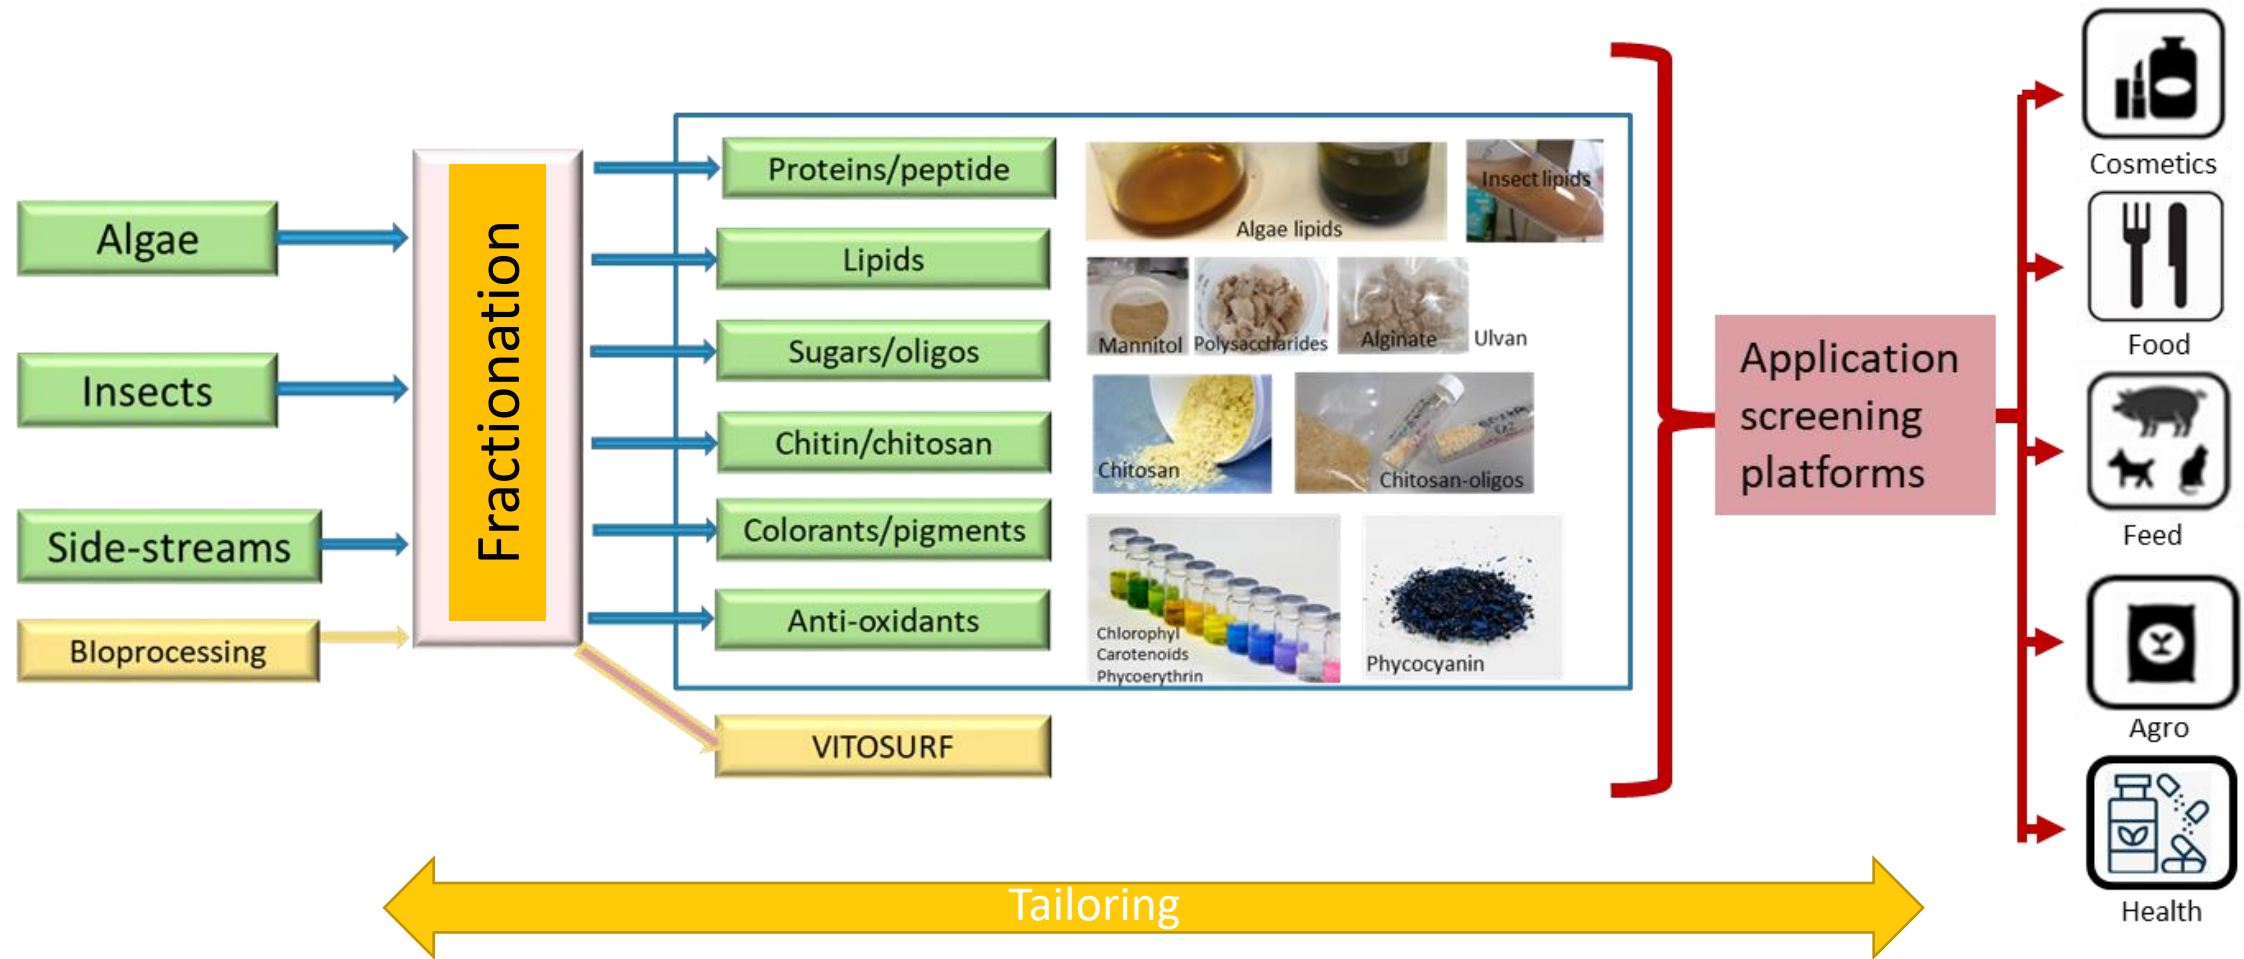 Algae
Insects
Side-streams
BIoprocessing
Fractionation
Proteins/peptide
Lipids
Sugars/oligos
Chitin/chitosan
Colorants/pigments
Anti-oxidants
VITOSURF
Algae lipids
Insect lipids
Mannitol
Polysaccharides
Alginate
Ulvan
Chitosan
Chitosan-oligos
Chlorophyl
Carotenoids
Phycoerythrin
Phycocyanin
Application
screening
platforms
Cosmetics
Food
Feed
Agro
Health
Tailoring